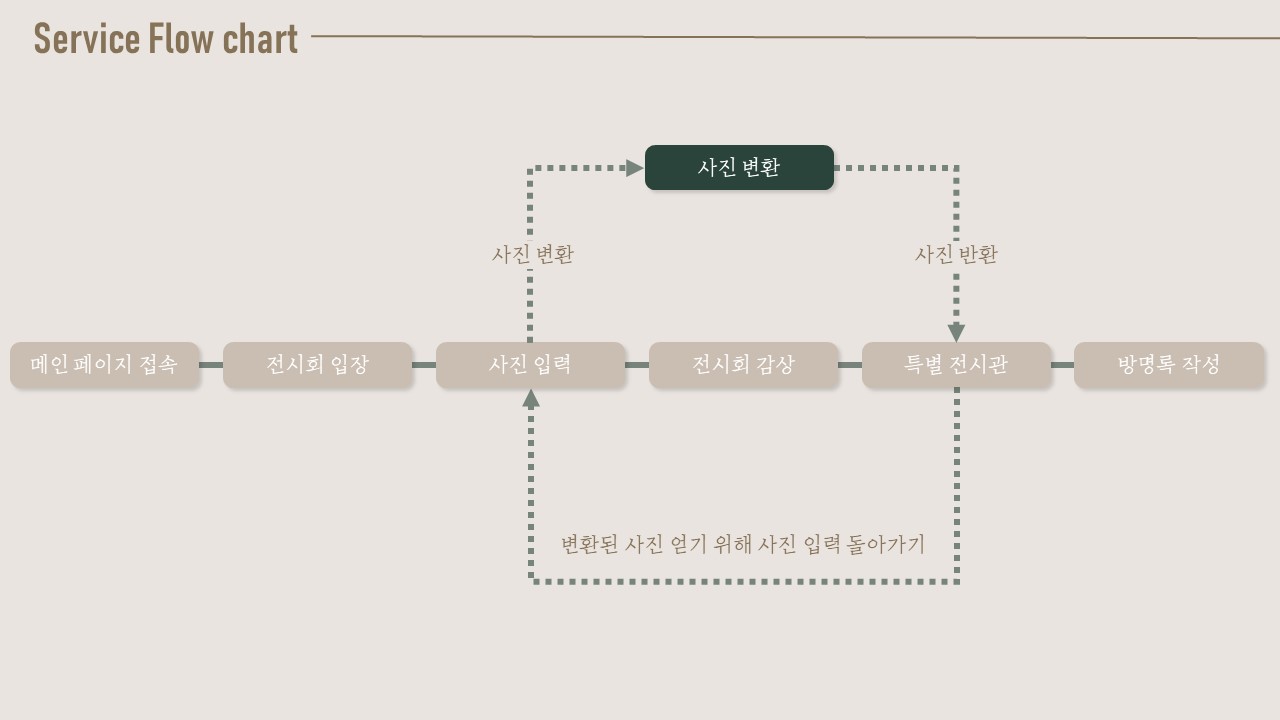 Service Flow chart
사진 변환
사진 변환
사진 반환
메인 페이지 접속
전시회 입장
사진 입력
전시회 감상
특별 전시관
방명록 작성
변환된 사진 얻기 위해 사진 입력 돌아가기